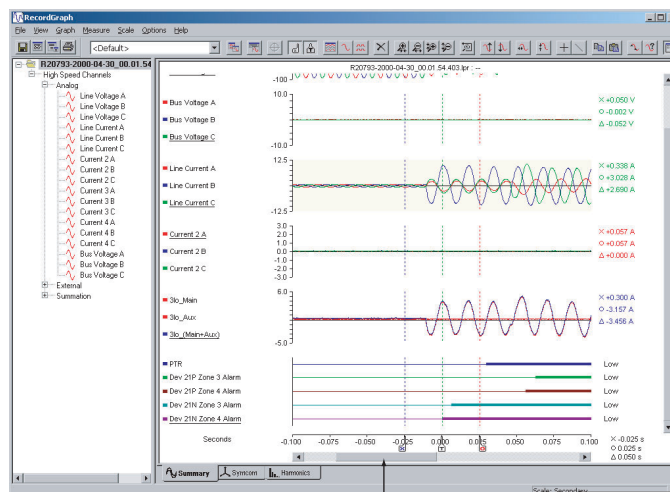 RecordGraph
File View Graph Measure Scale Options Help
<Default>
R20793-2000-04-30_00.01.54
High Speed Channels
Analog
Line Voltage A
Line Voltage B
Line Voltage C
Line Current A
Line Current B
Line Current C
Current 2 A
Current 2 B
Current 2 C
Current 3 A
Current 3 B
Current 3 C
Current 4 A
Current 4 B
Current 4 C
Bus Voltage A
Bus Voltage B
Bus Voltage C
External
Summation
R20793-2000-04-30_00.01.54.403.lpr : --
-100
10.0
Bus Voltage A
Bus Voltage B
Bus Voltage C
-10.0
X +0.050 V
O -0.002 V
Δ -0.052 V
12.5
Line Current A
Line Current B
Line Current C
-12.5
X +0.338 A
O +3.028 A
Δ +2.690 A
3.0
2.0
1.0
0.0
-1.0
-2.0
-3.0
Current 2 A
Current 2 B
Current 2 C
X +0.057 A
O +0.057 A
Δ +0.000 A
6.0
3Io_Main
3Io_Aux
3Io_(Main+Aux)
-5.0
X +0.300 A
O -3.157 A
Δ -3.456 A
PTR Low
Dev 21P Zone 3 Alarm Low
Dev 21P Zone 4 Alarm Low
Dev 21N Zone 3 Alarm Low
Dev 21N Zone 4 Alarm Low
Seconds -0.100 -0.075 -0.050 -0.025 0.000 0.025 0.050 0.075 0.100
X T O
X -0.025 s
O 0.025 s
Δ 0.050 s
Summary Symcom Harmonics
Scale: Secondary